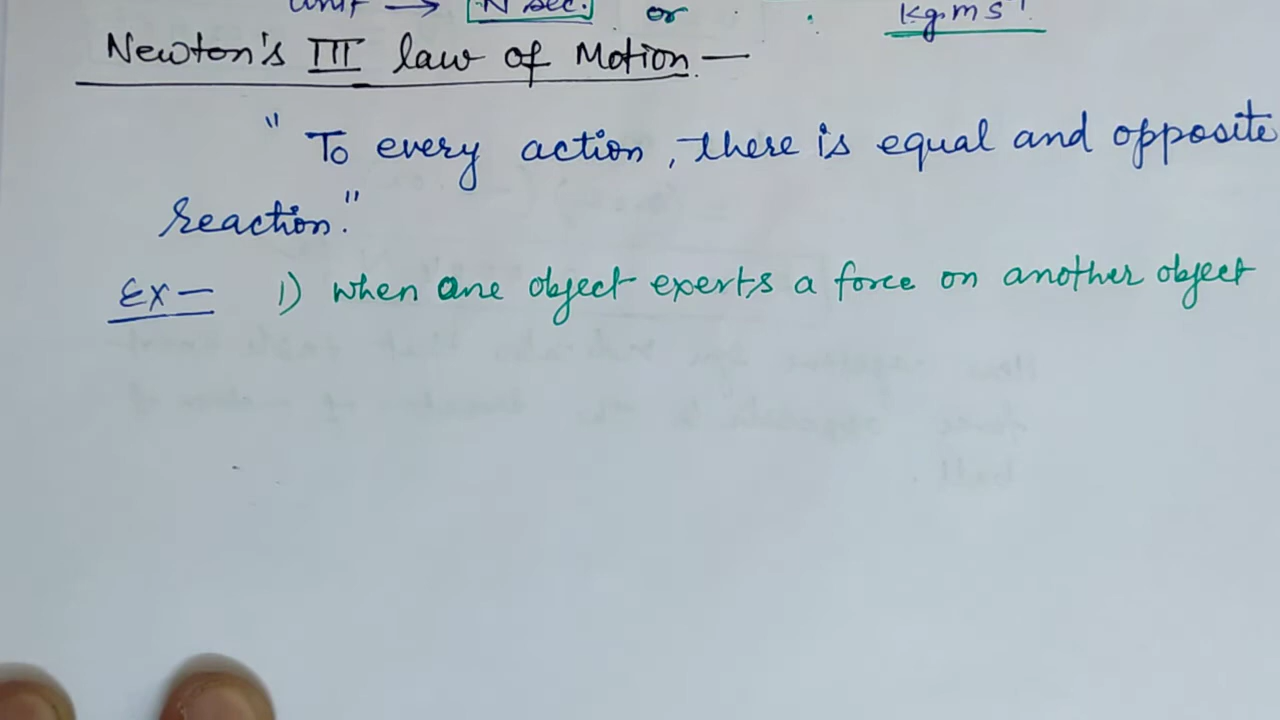 unit → N sec. or kg.m s⁻¹
Newton's III law of Motion —
" To every action, there is equal and opposite
reaction."
Ex — 1) when one object exerts a force on another object